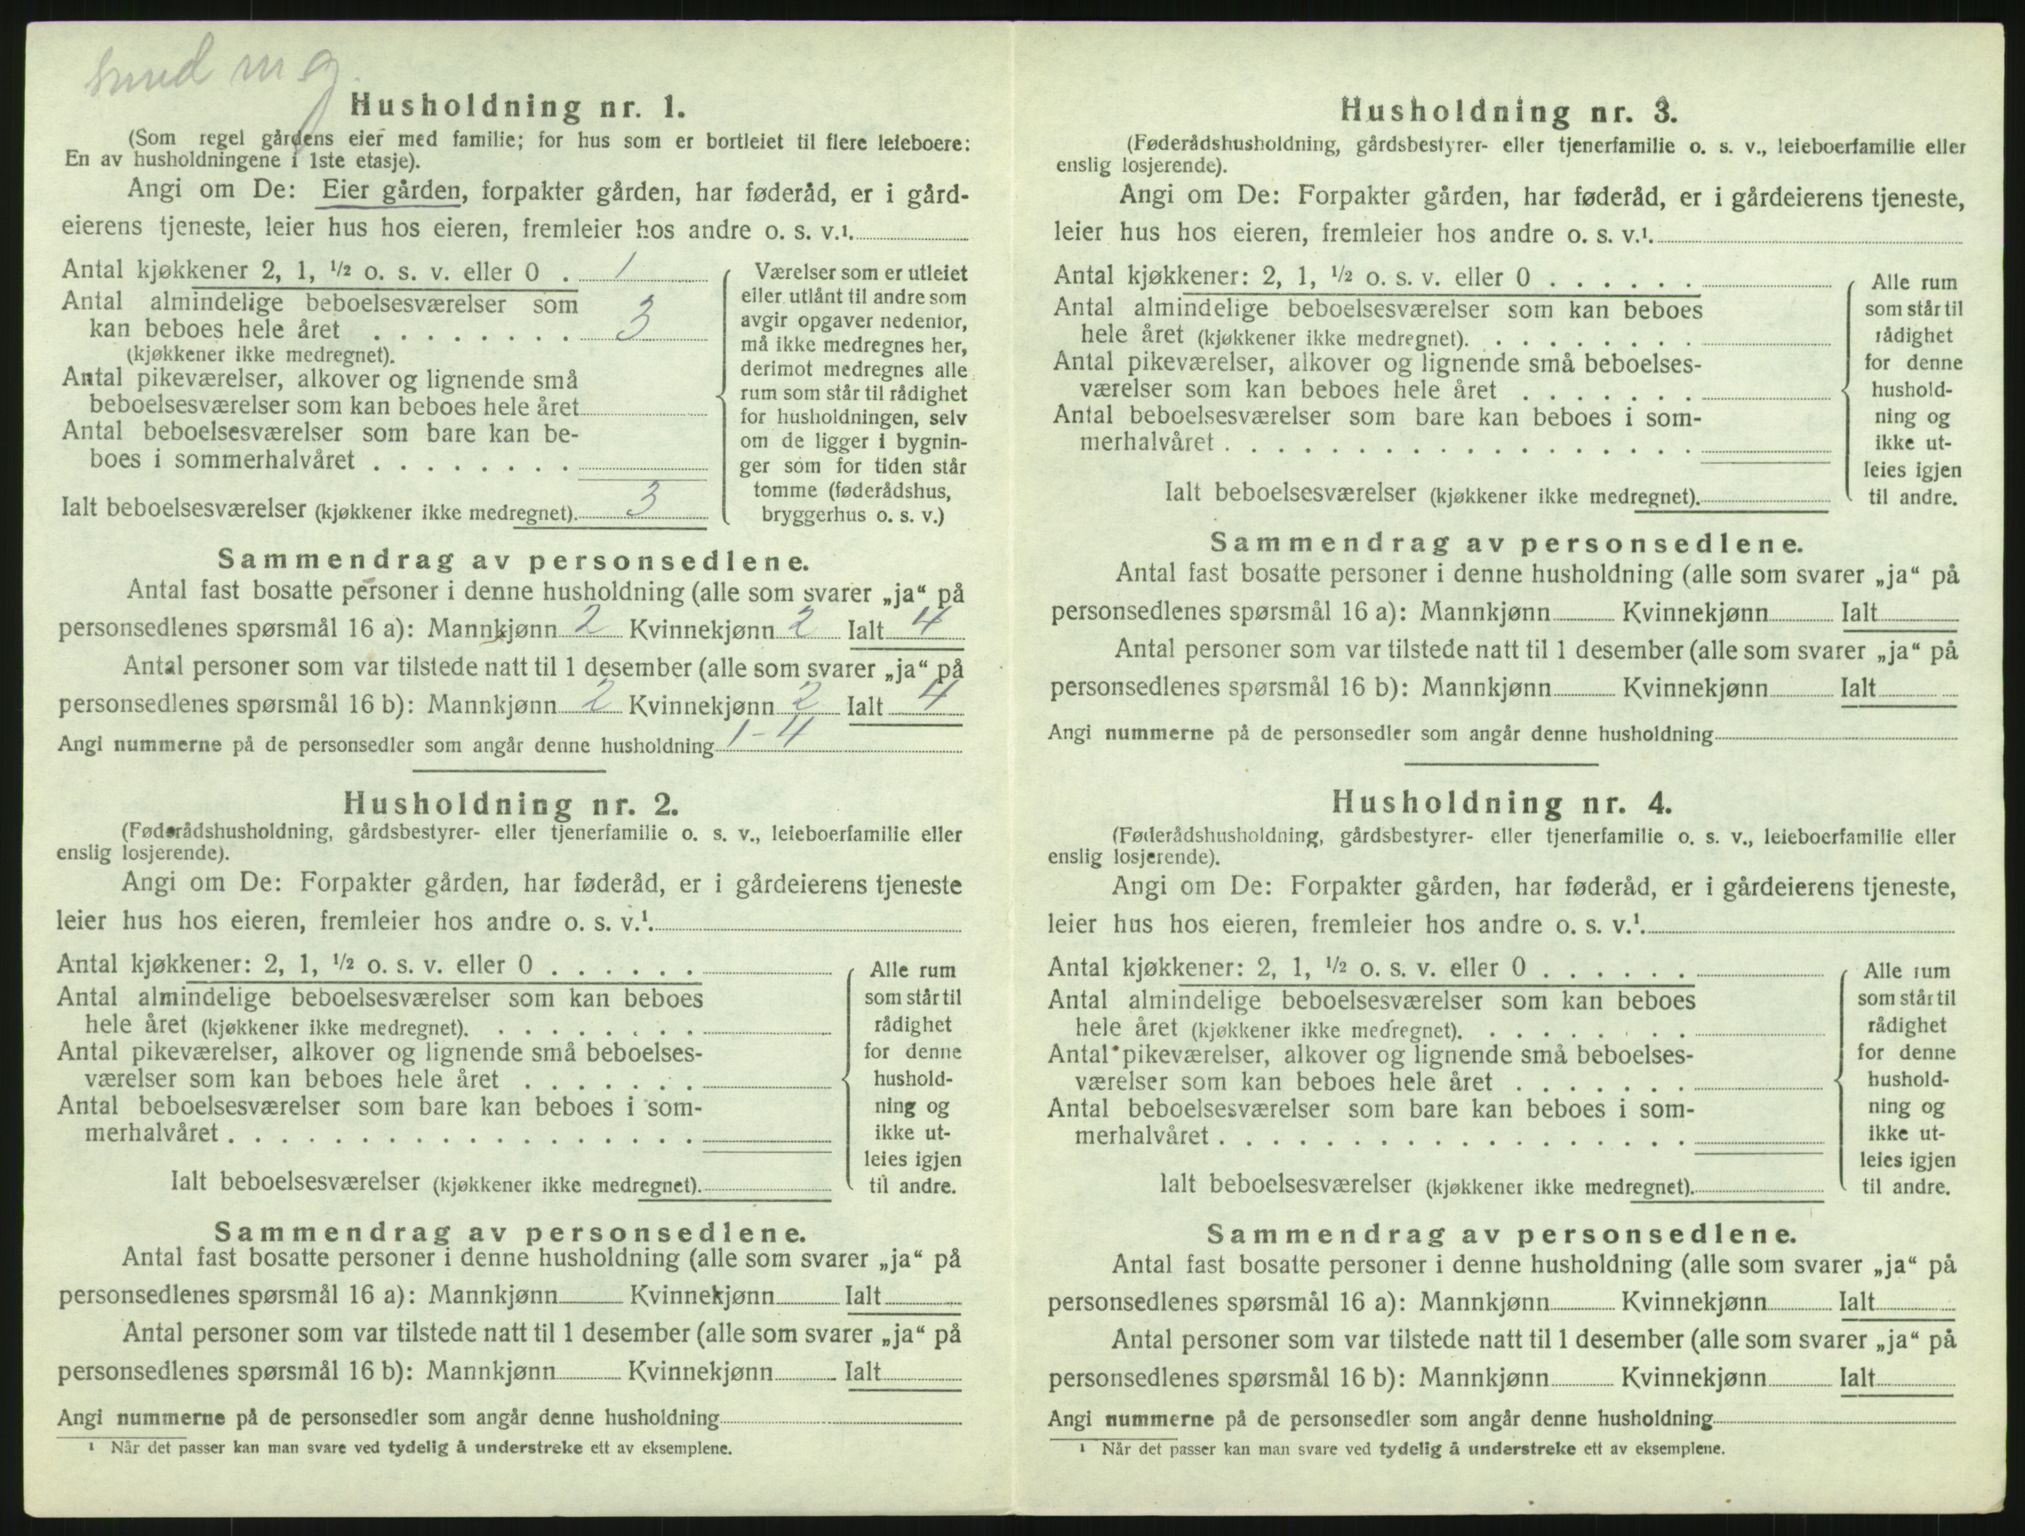 Husholdning nr. 1.
(Som regel gårdens eier med familie; for hus som er bortleiet til flere leieboere:
En av husholdningene i 1ste etasje).
Angi om De: Eier gården, forpakter gården, har føderåd, er i gård-
eierens tjeneste, leier hus hos eieren, fremleier hos andre o. s. v.¹.
Antal kjøkkener 2, 1, ½ o. s. v. eller 0 . 1
Antal almindelige beboelsesværelser som
kan beboes hele året . . . . . . . . 3
(kjøkkener ikke medregnet).
Antal pikeværelser, alkover og lignende små
beboelsesværelser som kan beboes hele året
Antal beboelsesværelser som bare kan be-
boes i sommerhalvåret . . . . . . . .
Ialt beboelsesværelser (kjøkkener ikke medregnet). 3
Værelser som er utleiet
eller utlånt til andre som
avgir opgaver nedenfor,
må ikke medregnes her,
derimot medregnes alle
rum som står til rådighet
for husholdningen, selv
om de ligger i bygnin-
ger som for tiden står
tomme (føderådshus,
bryggerhus o. s. v.)
Sammendrag av personsedlene.
Antal fast bosatte personer i denne husholdning (alle som svarer „ja“ på
personsedlenes spørsmål 16 a): Mannkjønn 2 Kvinnekjønn 2 Ialt 4
Antal personer som var tilstede natt til 1 desember (alle som svarer „ja“ på
personsedlenes spørsmål 16 b): Mannkjønn 2 Kvinnekjønn 2 Ialt 4
Angi nummerne på de personsedler som angår denne husholdning 1-4
Husholdning nr. 2.
(Føderådshusholdning, gårdsbestyrer- eller tjenerfamilie o. s. v., leieboerfamilie eller
enslig losjerende).
Angi om De: Forpakter gården, har føderåd, er i gårdeierens tjeneste
leier hus hos eieren, fremleier hos andre o. s. v.¹.
Antal kjøkkener: 2, 1, ½ o. s. v. eller 0 . . . . . .
Antal almindelige beboelsesværelser som kan beboes
hele året (kjøkkener ikke medregnet). . . . . . . . .
Antal pikeværelser, alkover og lignende små beboelses-
værelser som kan beboes hele året . . . . . . .
Antal beboelsesværelser som bare kan beboes i som-
merhalvåret . . . . . . . . . . . . . . . . . .
Ialt beboelsesværelser (kjøkkener ikke medregnet).
Alle rum
som står til
rådighet
for denne
hushold-
ning og
ikke ut-
leies igjen
til andre.
Sammendrag av personsedlene.
Antal fast bosatte personer i denne husholdning (alle som svarer „ja“ på
personsedlenes spørsmål 16 a): Mannkjønn Kvinnekjønn Ialt
Antal personer som var tilstede natt til 1 desember (alle som svarer „ja“ på
personsedlenes spørsmål 16 b): Mannkjønn Kvinnekjønn Ialt
Angi nummerne på de personsedler som angår denne husholdning
¹ Når det passer kan man svare ved tydelig å understreke ett av eksemplene.
Husholdning nr. 3.
(Føderådshusholdning, gårdsbestyrer- eller tjenerfamilie o. s. v., leieboerfamilie eller
enslig losjerende).
Angi om De: Forpakter gården, har føderåd, er i gårdeierens tjeneste,
leier hus hos eieren, fremleier hos andre o. s. v.¹.
Antal kjøkkener: 2, 1, ½ o. s. v. eller 0 . . . . . .
Antal almindelige beboelsesværelser som kan beboes
hele året (kjøkkener ikke medregnet). . . . . . . . .
Antal pikeværelser, alkover og lignende små beboelses-
værelser som kan beboes hele året . . . . . . .
Antal beboelsesværelser som bare kan beboes i som-
merhalvåret . . . . . . . . . . . . . . . . . .
Ialt beboelsesværelser (kjøkkener ikke medregnet).
Alle rum
som står til
rådighet
for denne
hushold-
ning og
ikke ut-
leies igjen
til andre.
Sammendrag av personsedlene.
Antal fast bosatte personer i denne husholdning (alle som svarer „ja“ på
personsedlenes spørsmål 16 a): Mannkjønn Kvinnekjønn Ialt
Antal personer som var tilstede natt til 1 desember (alle som svarer „ja“ på
personsedlenes spørsmål 16 b): Mannkjønn Kvinnekjønn Ialt
Angi nummerne på de personsedler som angår denne husholdning
Husholdning nr. 4.
(Føderådshusholdning, gårdsbestyrer- eller tjenerfamilie o. s. v., leieboerfamilie eller
enslig losjerende).
Angi om De: Forpakter gården, har føderåd, er i gårdeierens tjeneste,
leier hus hos eieren, fremleier hos andre o. s. v.¹.
Antal kjøkkener: 2, 1, ½ o. s. v. eller 0 . . . . . .
Antal almindelige beboelsesværelser som kan beboes
hele året (kjøkkener ikke medregnet). . . . . . . . .
Antal pikeværelser, alkover og lignende små beboelses-
værelser som kan beboes hele året . . . . . . .
Antal beboelsesværelser som bare kan beboes i som-
merhalvåret . . . . . . . . . . . . . . . . . .
Ialt beboelsesværelser (kjøkkener ikke medregnet).
Alle rum
som står til
rådighet
for denne
hushold-
ning og
ikke ut-
leies igjen
til andre.
Sammendrag av personsedlene.
Antal fast bosatte personer i denne husholdning (alle som svarer „ja“ på
personsedlenes spørsmål 16 a): Mannkjønn Kvinnekjønn Ialt
Antal personer som var tilstede natt til 1 desember (alle som svarer „ja“ på
personsedlenes spørsmål 16 b): Mannkjønn Kvinnekjønn Ialt
Angi nummerne på de personsedler som angår denne husholdning
¹ Når det passer kan man svare ved tydelig å understreke ett av eksemplene.